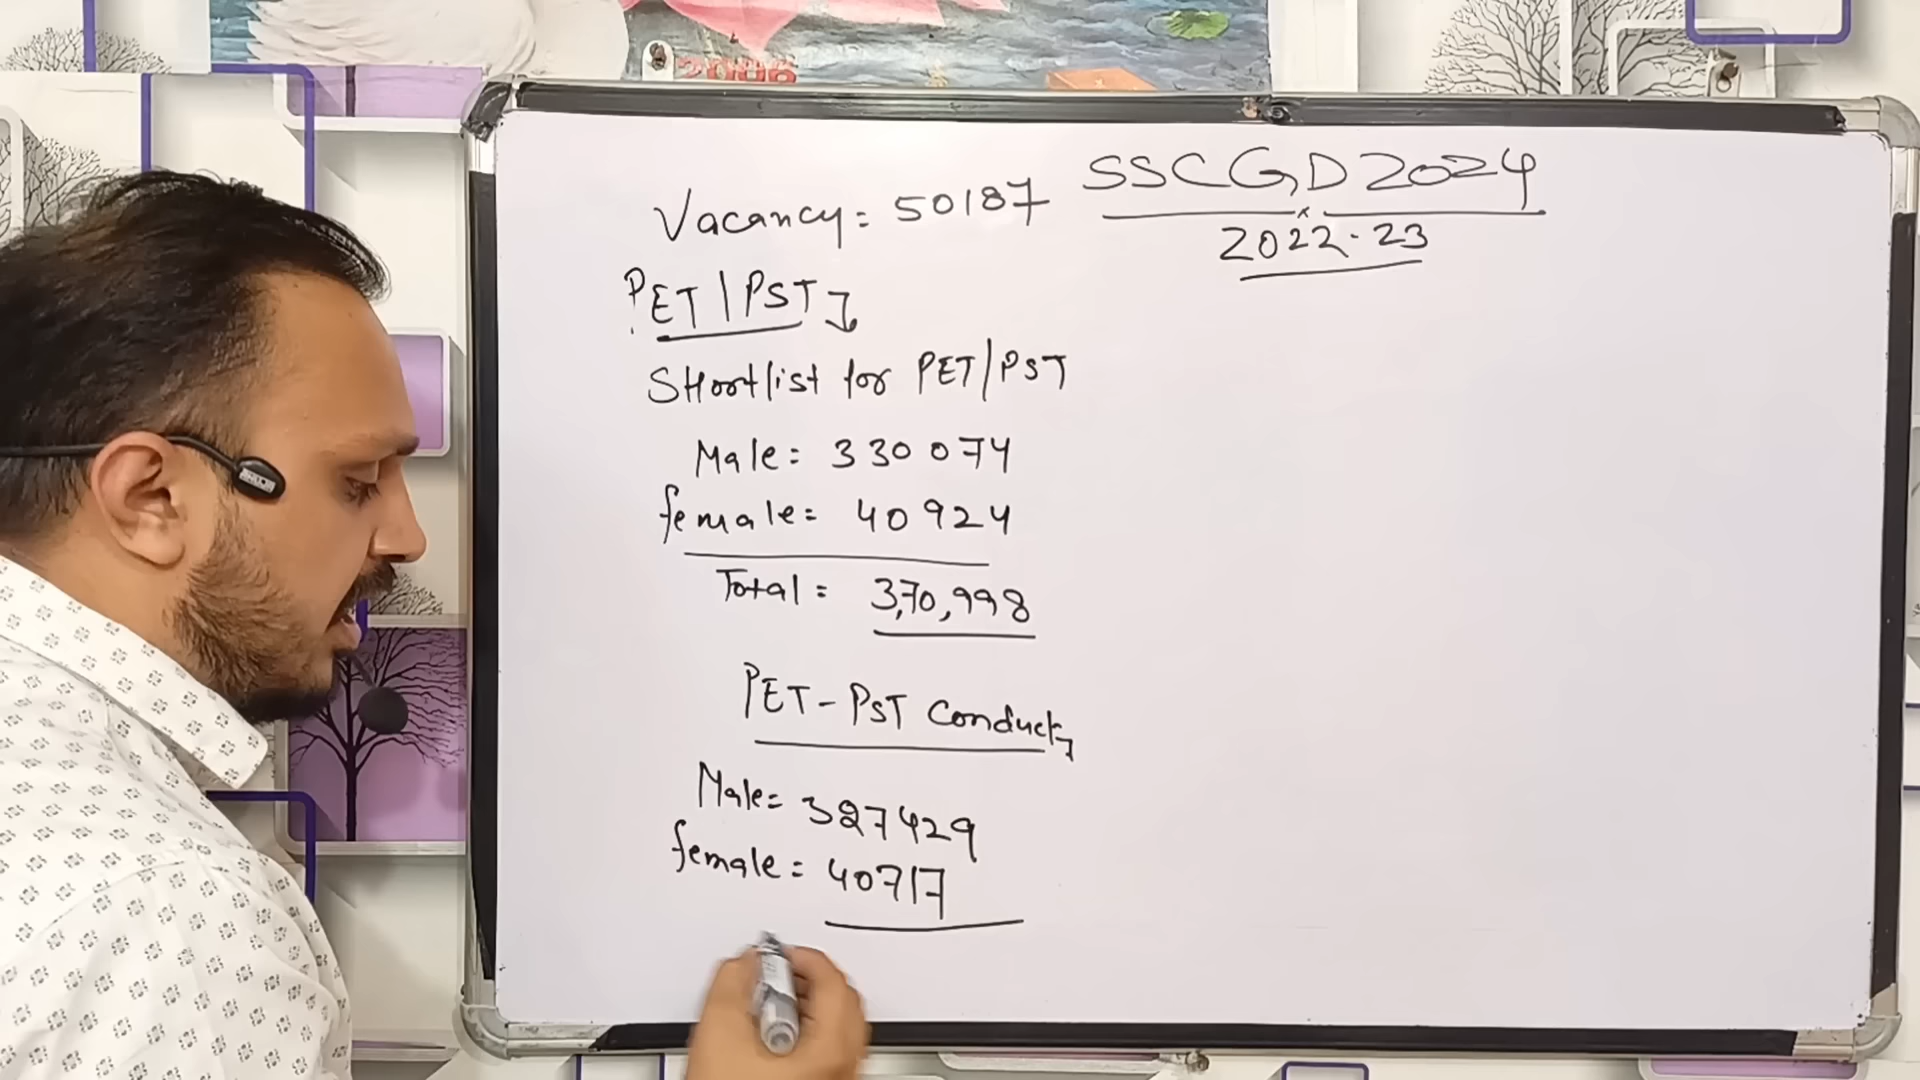 2006
SSC GD 2024
Vacancy = 50187
2022-23
PET | PST
SHortlist for PET/PST
Male = 330074
female = 40924
Total = 3,70,998
PET - PST Conduct
Male = 327429
female = 40717